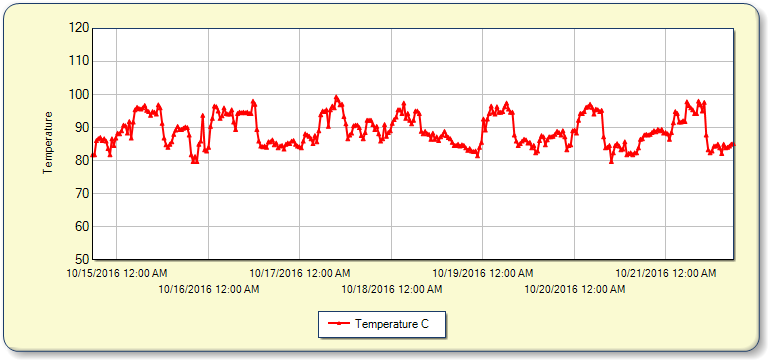 120
110
100
90
80
70
60
50
Temperature
10/15/2016 12:00 AM
10/16/2016 12:00 AM
10/17/2016 12:00 AM
10/18/2016 12:00 AM
10/19/2016 12:00 AM
10/20/2016 12:00 AM
10/21/2016 12:00 AM
Temperature C